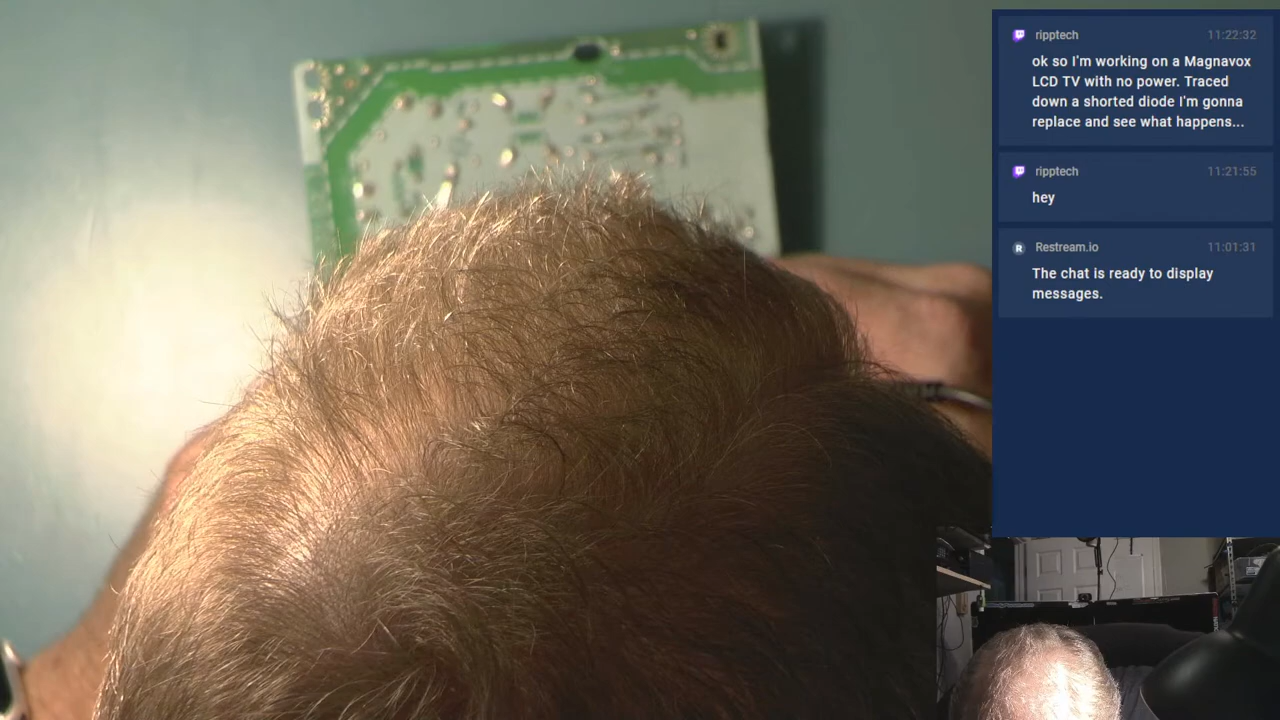 ripptech 11:22:32
ok so I'm working on a Magnavox
LCD TV with no power. Traced
down a shorted diode I'm gonna
replace and see what happens...
ripptech 11:21:55
hey
Restream.io 11:01:31
The chat is ready to display
messages.